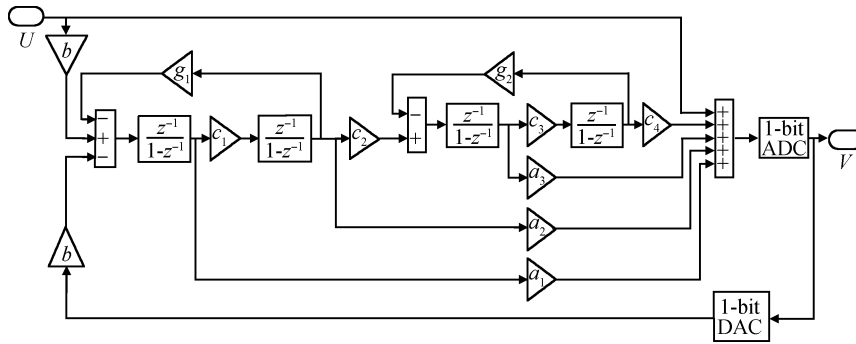 U
b
g₁
g₂
−
+
−
z⁻¹
1-z⁻¹
c₁
z⁻¹
1-z⁻¹
c₂
−
+
z⁻¹
1-z⁻¹
c₃
z⁻¹
1-z⁻¹
c₄
+
+
+
+
+
1-bit
ADC
V
a₃
a₂
a₁
b
1-bit
DAC